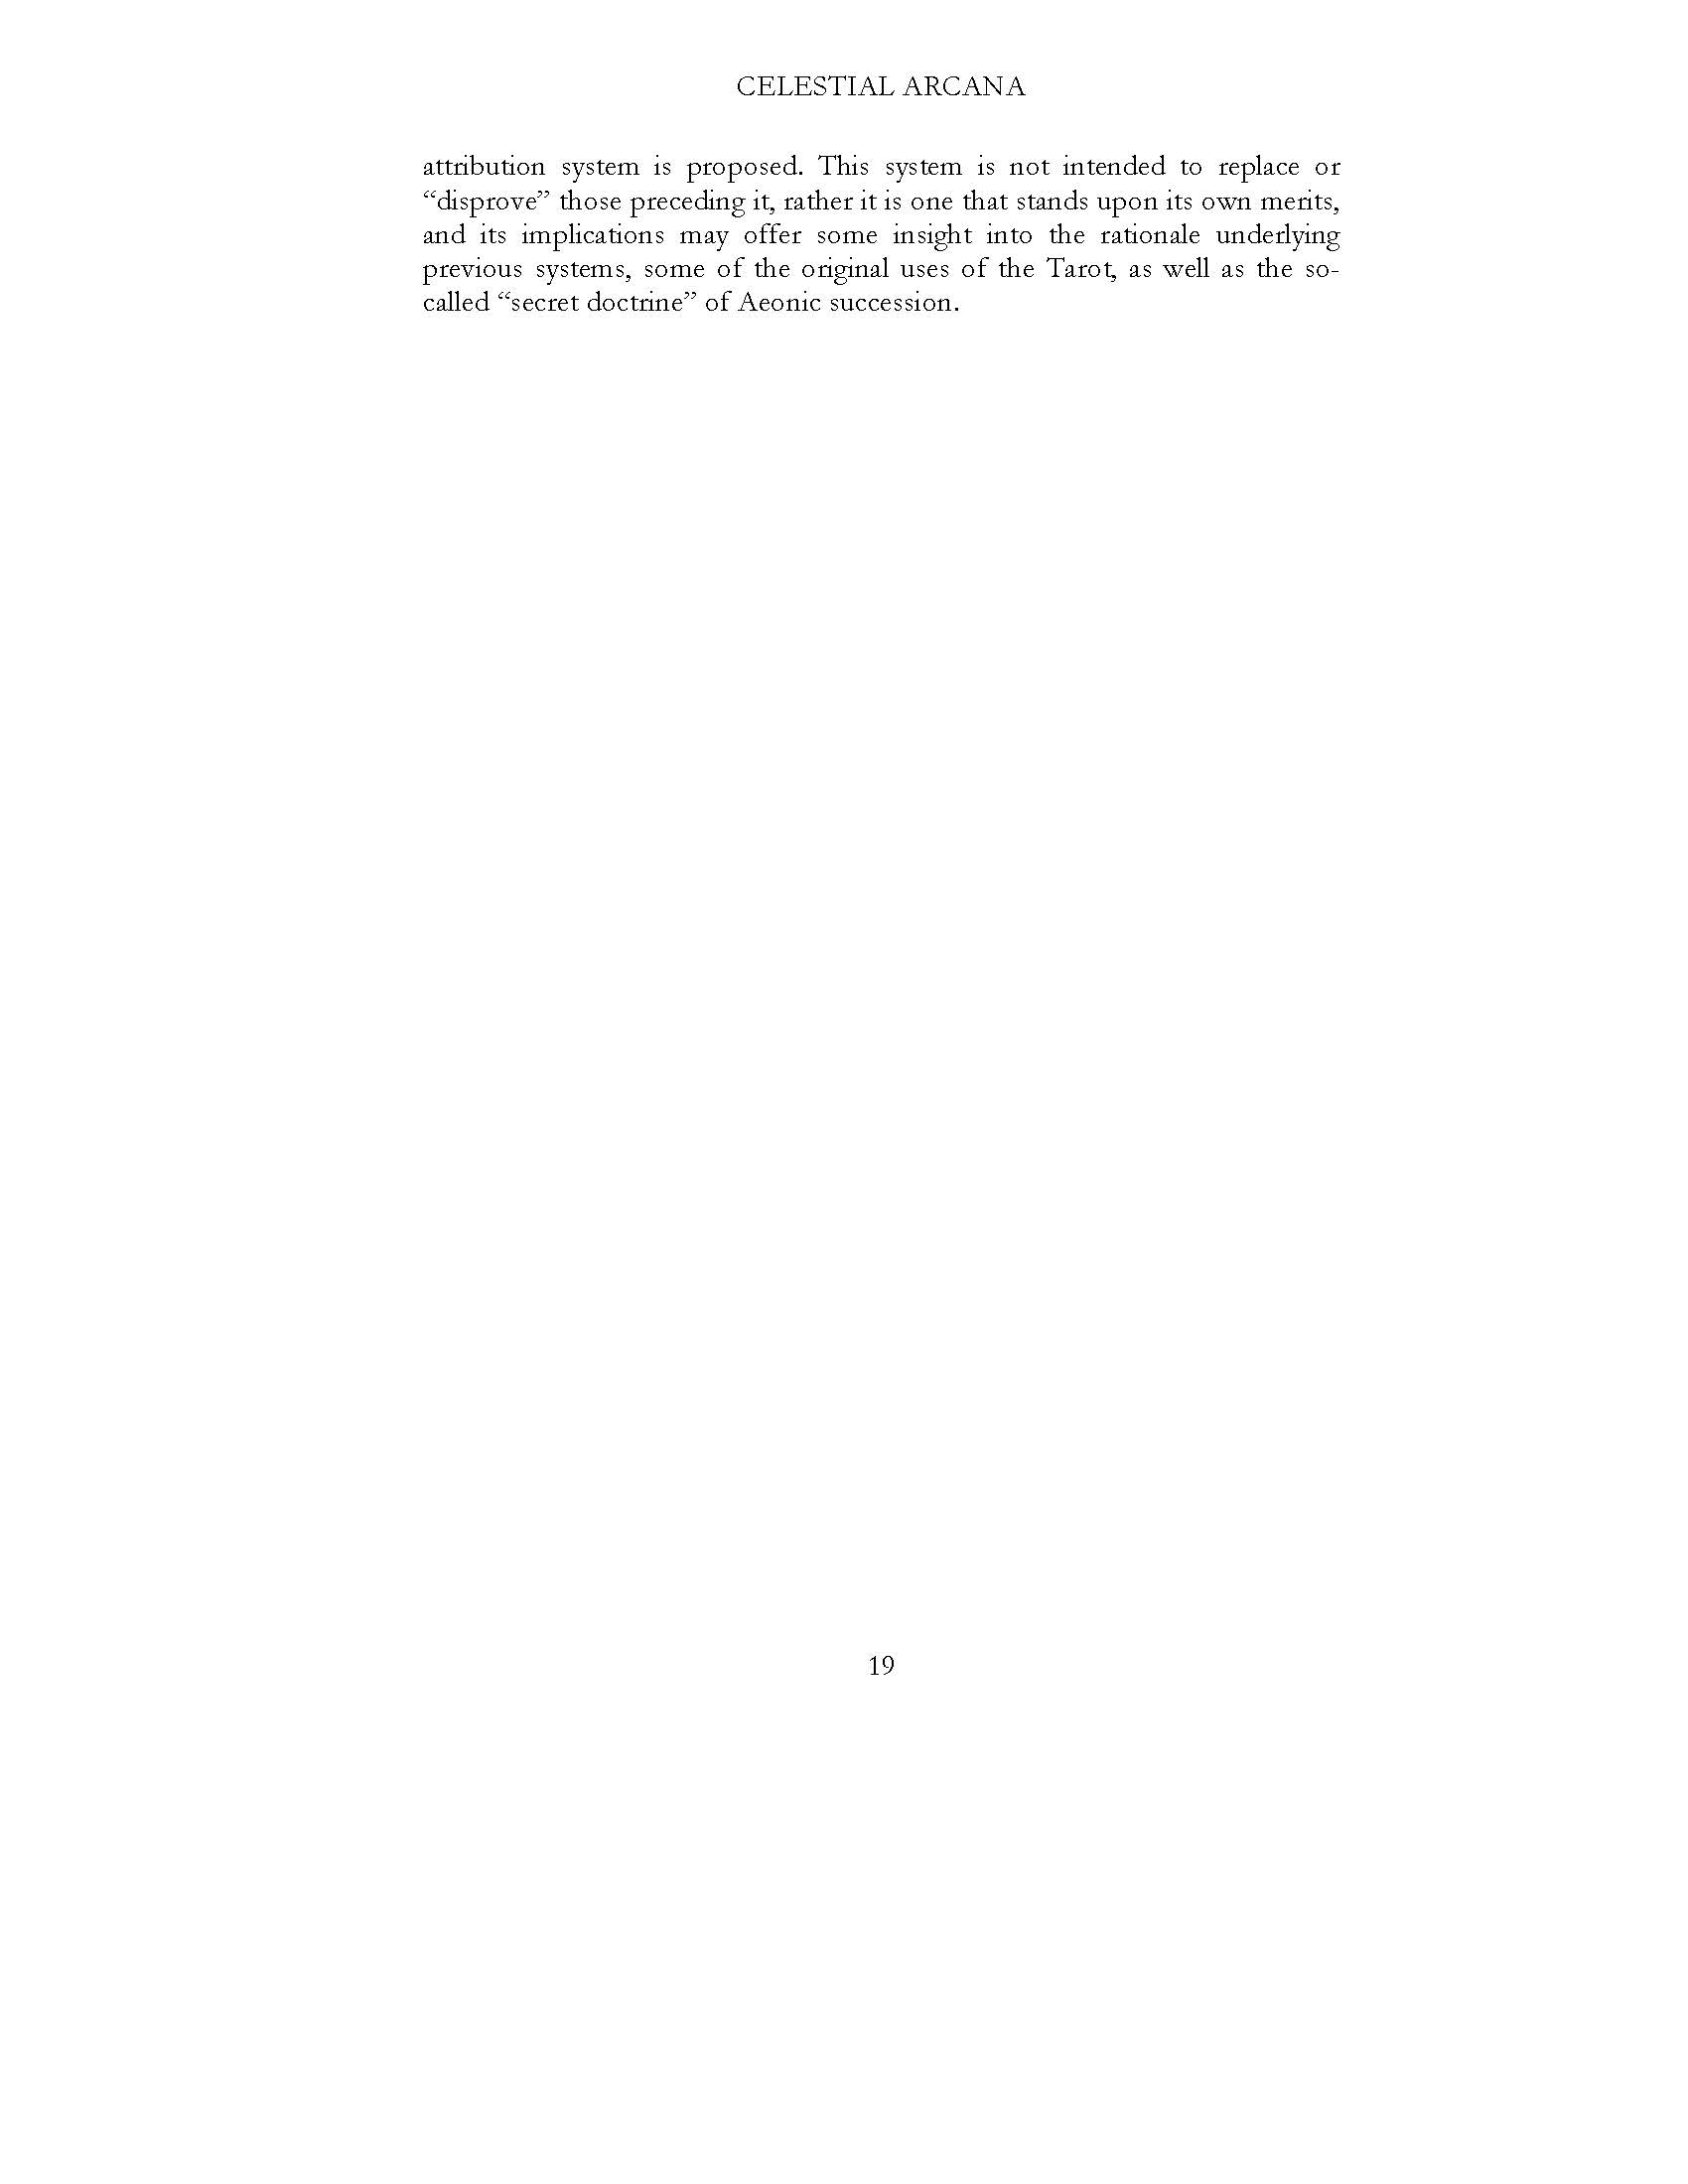 CELESTIAL ARCANA
attribution system is proposed. This system is not intended to replace or
“disprove” those preceding it, rather it is one that stands upon its own merits,
and its implications may offer some insight into the rationale underlying
previous systems, some of the original uses of the Tarot, as well as the so-
called “secret doctrine” of Aeonic succession.
19